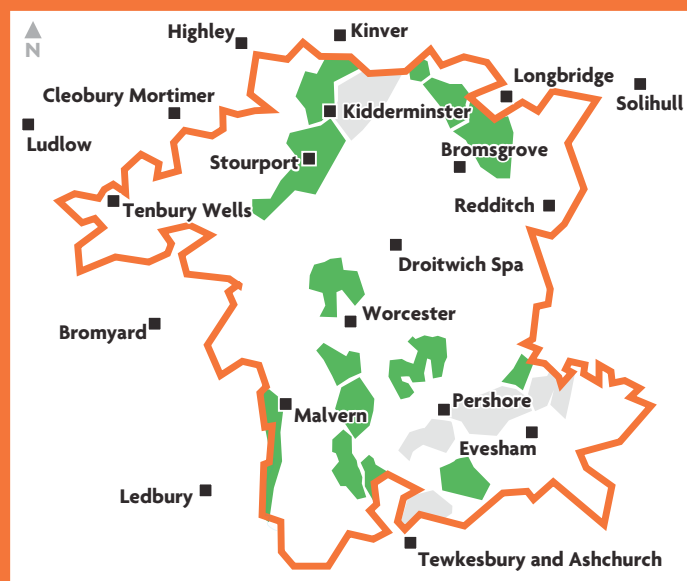 N
Highley
Kinver
Longbridge
Solihull
Cleobury Mortimer
Kidderminster
Ludlow
Stourport
Bromsgrove
Tenbury Wells
Redditch
Droitwich Spa
Bromyard
Worcester
Malvern
Pershore
Evesham
Ledbury
Tewkesbury and Ashchurch